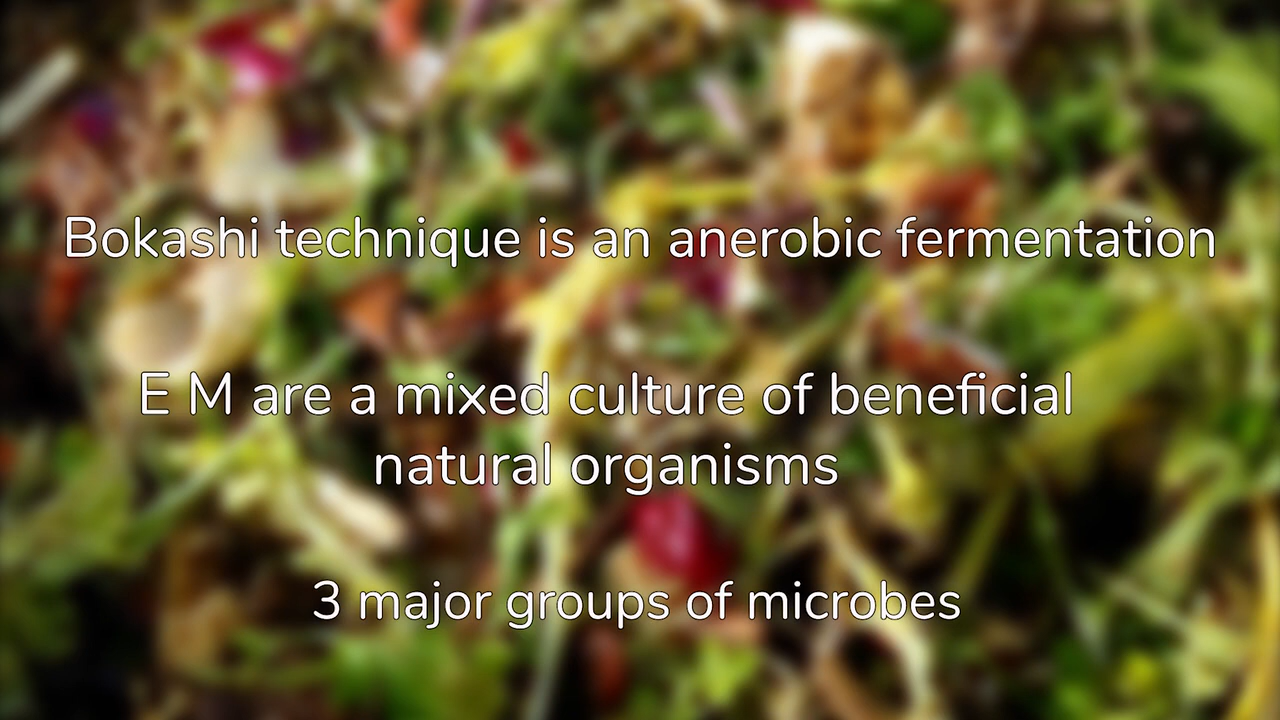 Bokashi technique is an anerobic fermentation
E M are a mixed culture of beneficial
natural organisms
3 major groups of microbes